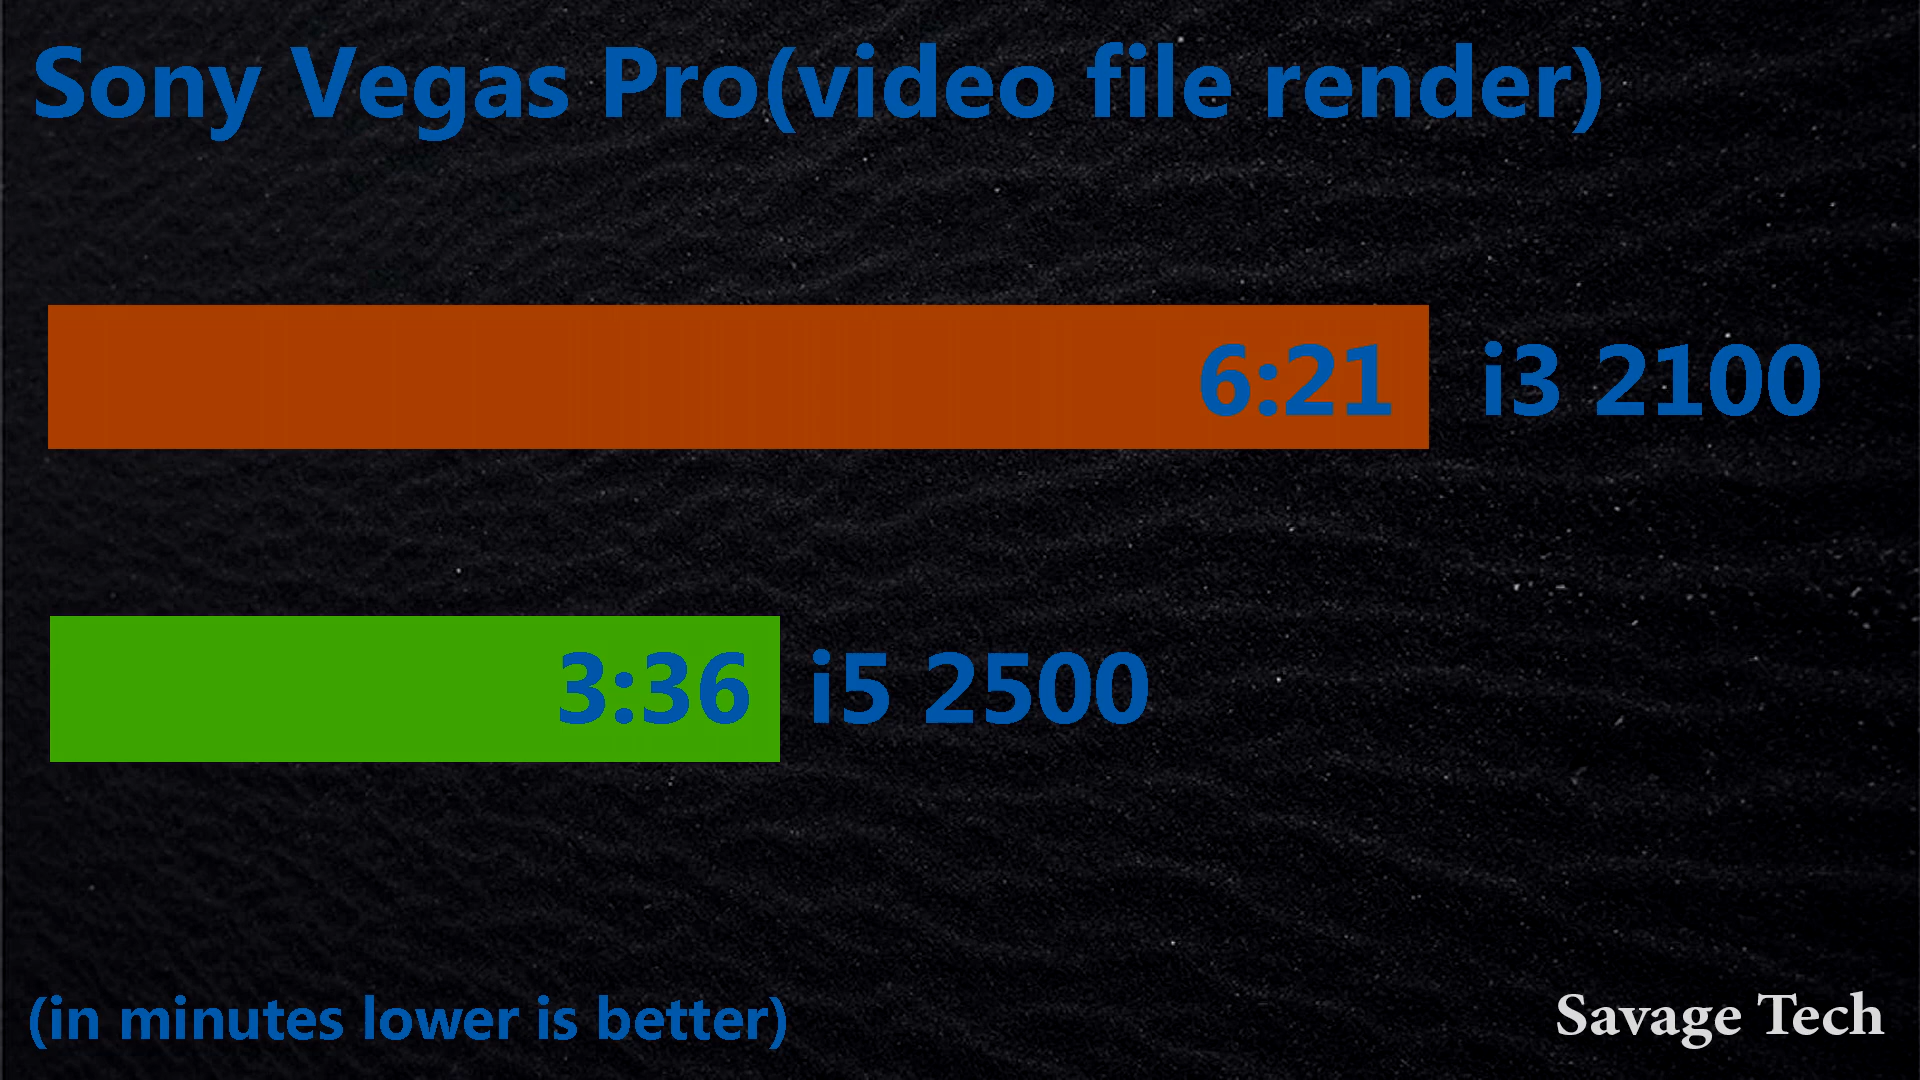 Sony Vegas Pro(video file render)
6:21 i3 2100
3:36 i5 2500
(in minutes lower is better)
Savage Tech